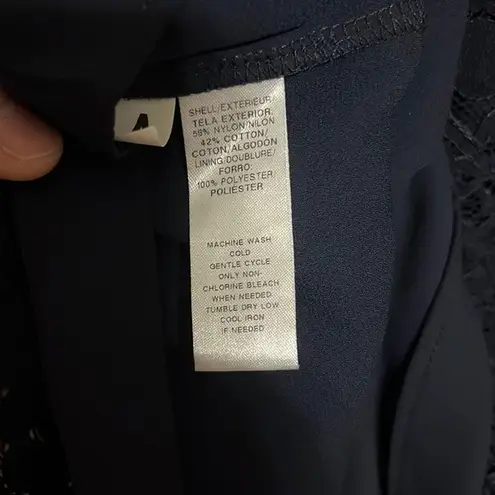 4
SHELL/EXTERIEUR/
TELA EXTERIOR:
58% NYLON/NILON
42% COTTON/
COTON/ALGODON
LINING/DOUBLURE/
FORRO:
100% POLYESTER/
POLIESTER
MACHINE WASH
COLD
GENTLE CYCLE
ONLY NON-
CHLORINE BLEACH
WHEN NEEDED
TUMBLE DRY LOW
COOL IRON
IF NEEDED